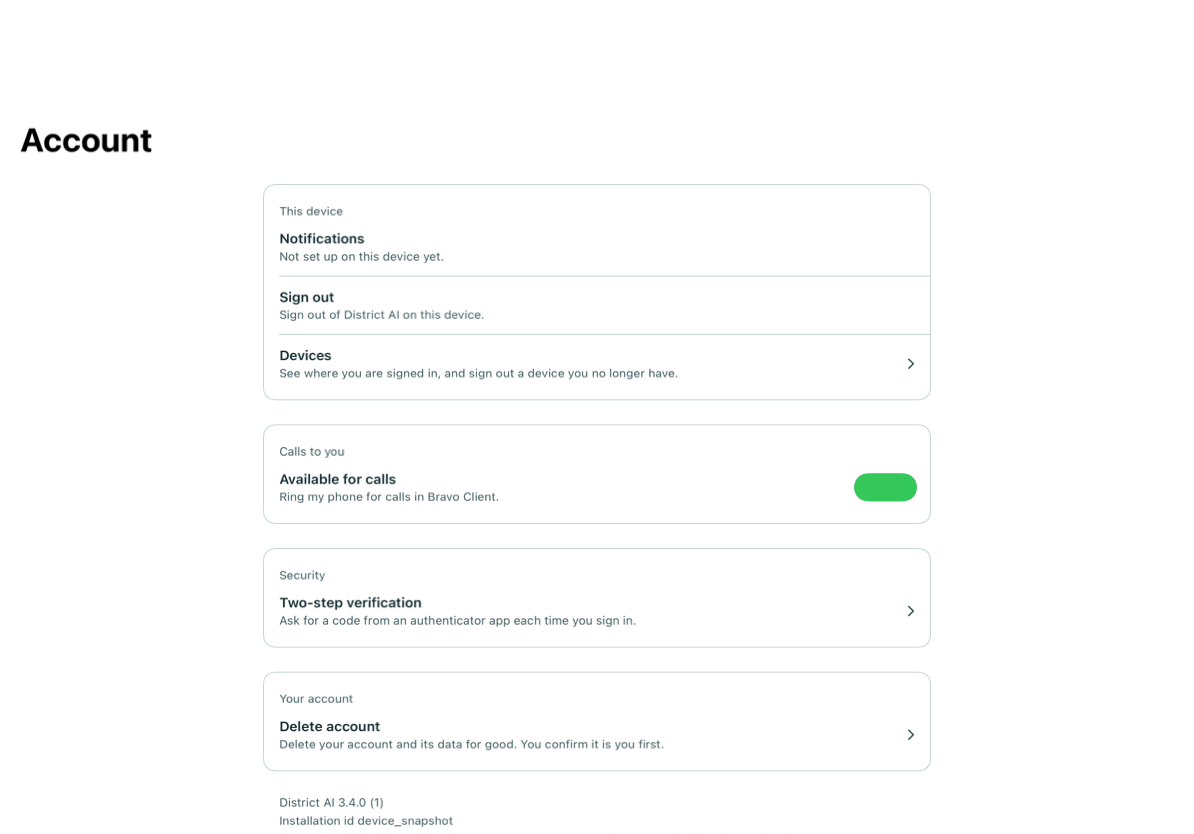 Account
This device
Notifications
Not set up on this device yet.
Sign out
Sign out of District AI on this device.
Devices
See where you are signed in, and sign out a device you no longer have.
Calls to you
Available for calls
Ring my phone for calls in Bravo Client.
Security
Two-step verification
Ask for a code from an authenticator app each time you sign in.
Your account
Delete account
Delete your account and its data for good. You confirm it is you first.
District AI 3.4.0 (1)
Installation id device_snapshot